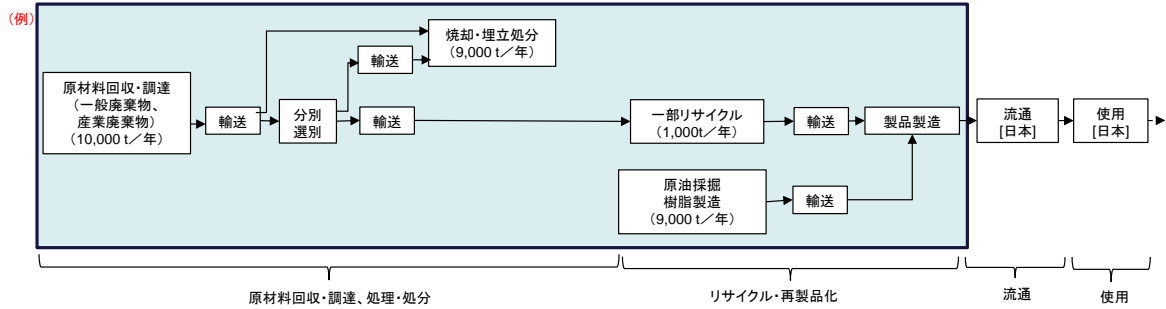 (例)
焼却・埋立処分
(9,000 t/年)
輸送
原材料回収・調達
(一般廃棄物、
産業廃棄物)
(10,000 t/年)
輸送
分別
選別
輸送
一部リサイクル
(1,000t/年)
輸送
製品製造
流通
[日本]
使用
[日本]
原油採掘
樹脂製造
(9,000 t/年)
輸送
原材料回収・調達、処理・処分
リサイクル・再製品化
流通
使用